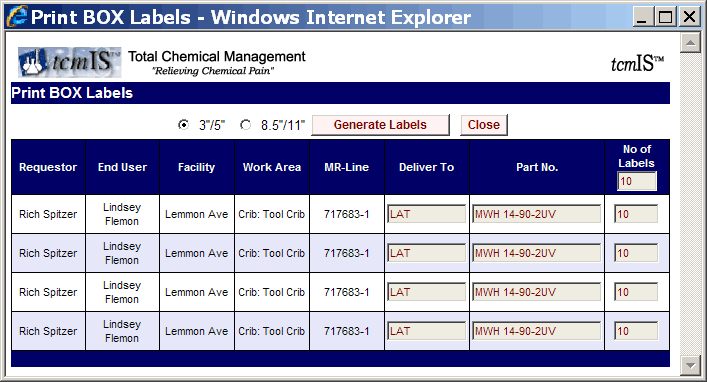 Print BOX Labels - Windows Internet Explorer
tcmIS Total Chemical Management tcmIS™
"Relieving Chemical Pain"
Print BOX Labels
3"/5" 8.5"/11" Generate Labels Close
Requestor End User Facility Work Area MR-Line Deliver To Part No. No of Labels
10
Rich Spitzer Lindsey Flemon Lemmon Ave Crib: Tool Crib 717683-1 LAT MWH 14-90-2UV 10
Rich Spitzer Lindsey Flemon Lemmon Ave Crib: Tool Crib 717683-1 LAT MWH 14-90-2UV 10
Rich Spitzer Lindsey Flemon Lemmon Ave Crib: Tool Crib 717683-1 LAT MWH 14-90-2UV 10
Rich Spitzer Lindsey Flemon Lemmon Ave Crib: Tool Crib 717683-1 LAT MWH 14-90-2UV 10